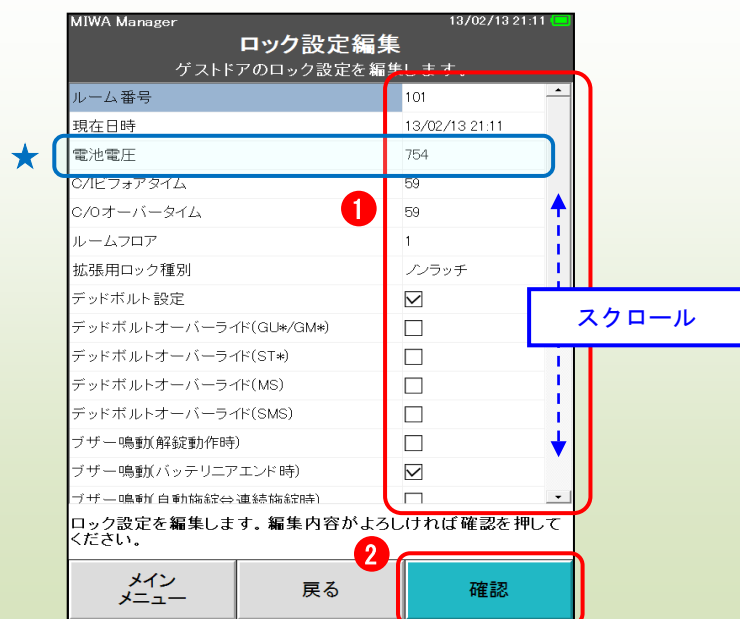 MIWA Manager 13/02/13 21:11
ロック設定編集
ゲストドアのロック設定を編集します。
ルーム番号 101
現在日時 13/02/13 21:11
★ 電池電圧 754
C/Iビフォアタイム 59
C/Oオーバータイム 59
1
ルームフロア 1
拡張用ロック種別 ノンラッチ
デッドボルト設定
スクロール
デッドボルトオーバーライド(GU*/GM*)
デッドボルトオーバーライド(ST*)
デッドボルトオーバーライド(MS)
デッドボルトオーバーライド(SMS)
ブザー鳴動(解錠動作時)
ブザー鳴動(バッテリニアエンド時)
ブザー鳴動(自動施錠⇔連続施錠時)
ロック設定を編集します。編集内容がよろしければ確認を押して
ください。
2
メイン
メニュー
戻る
確認